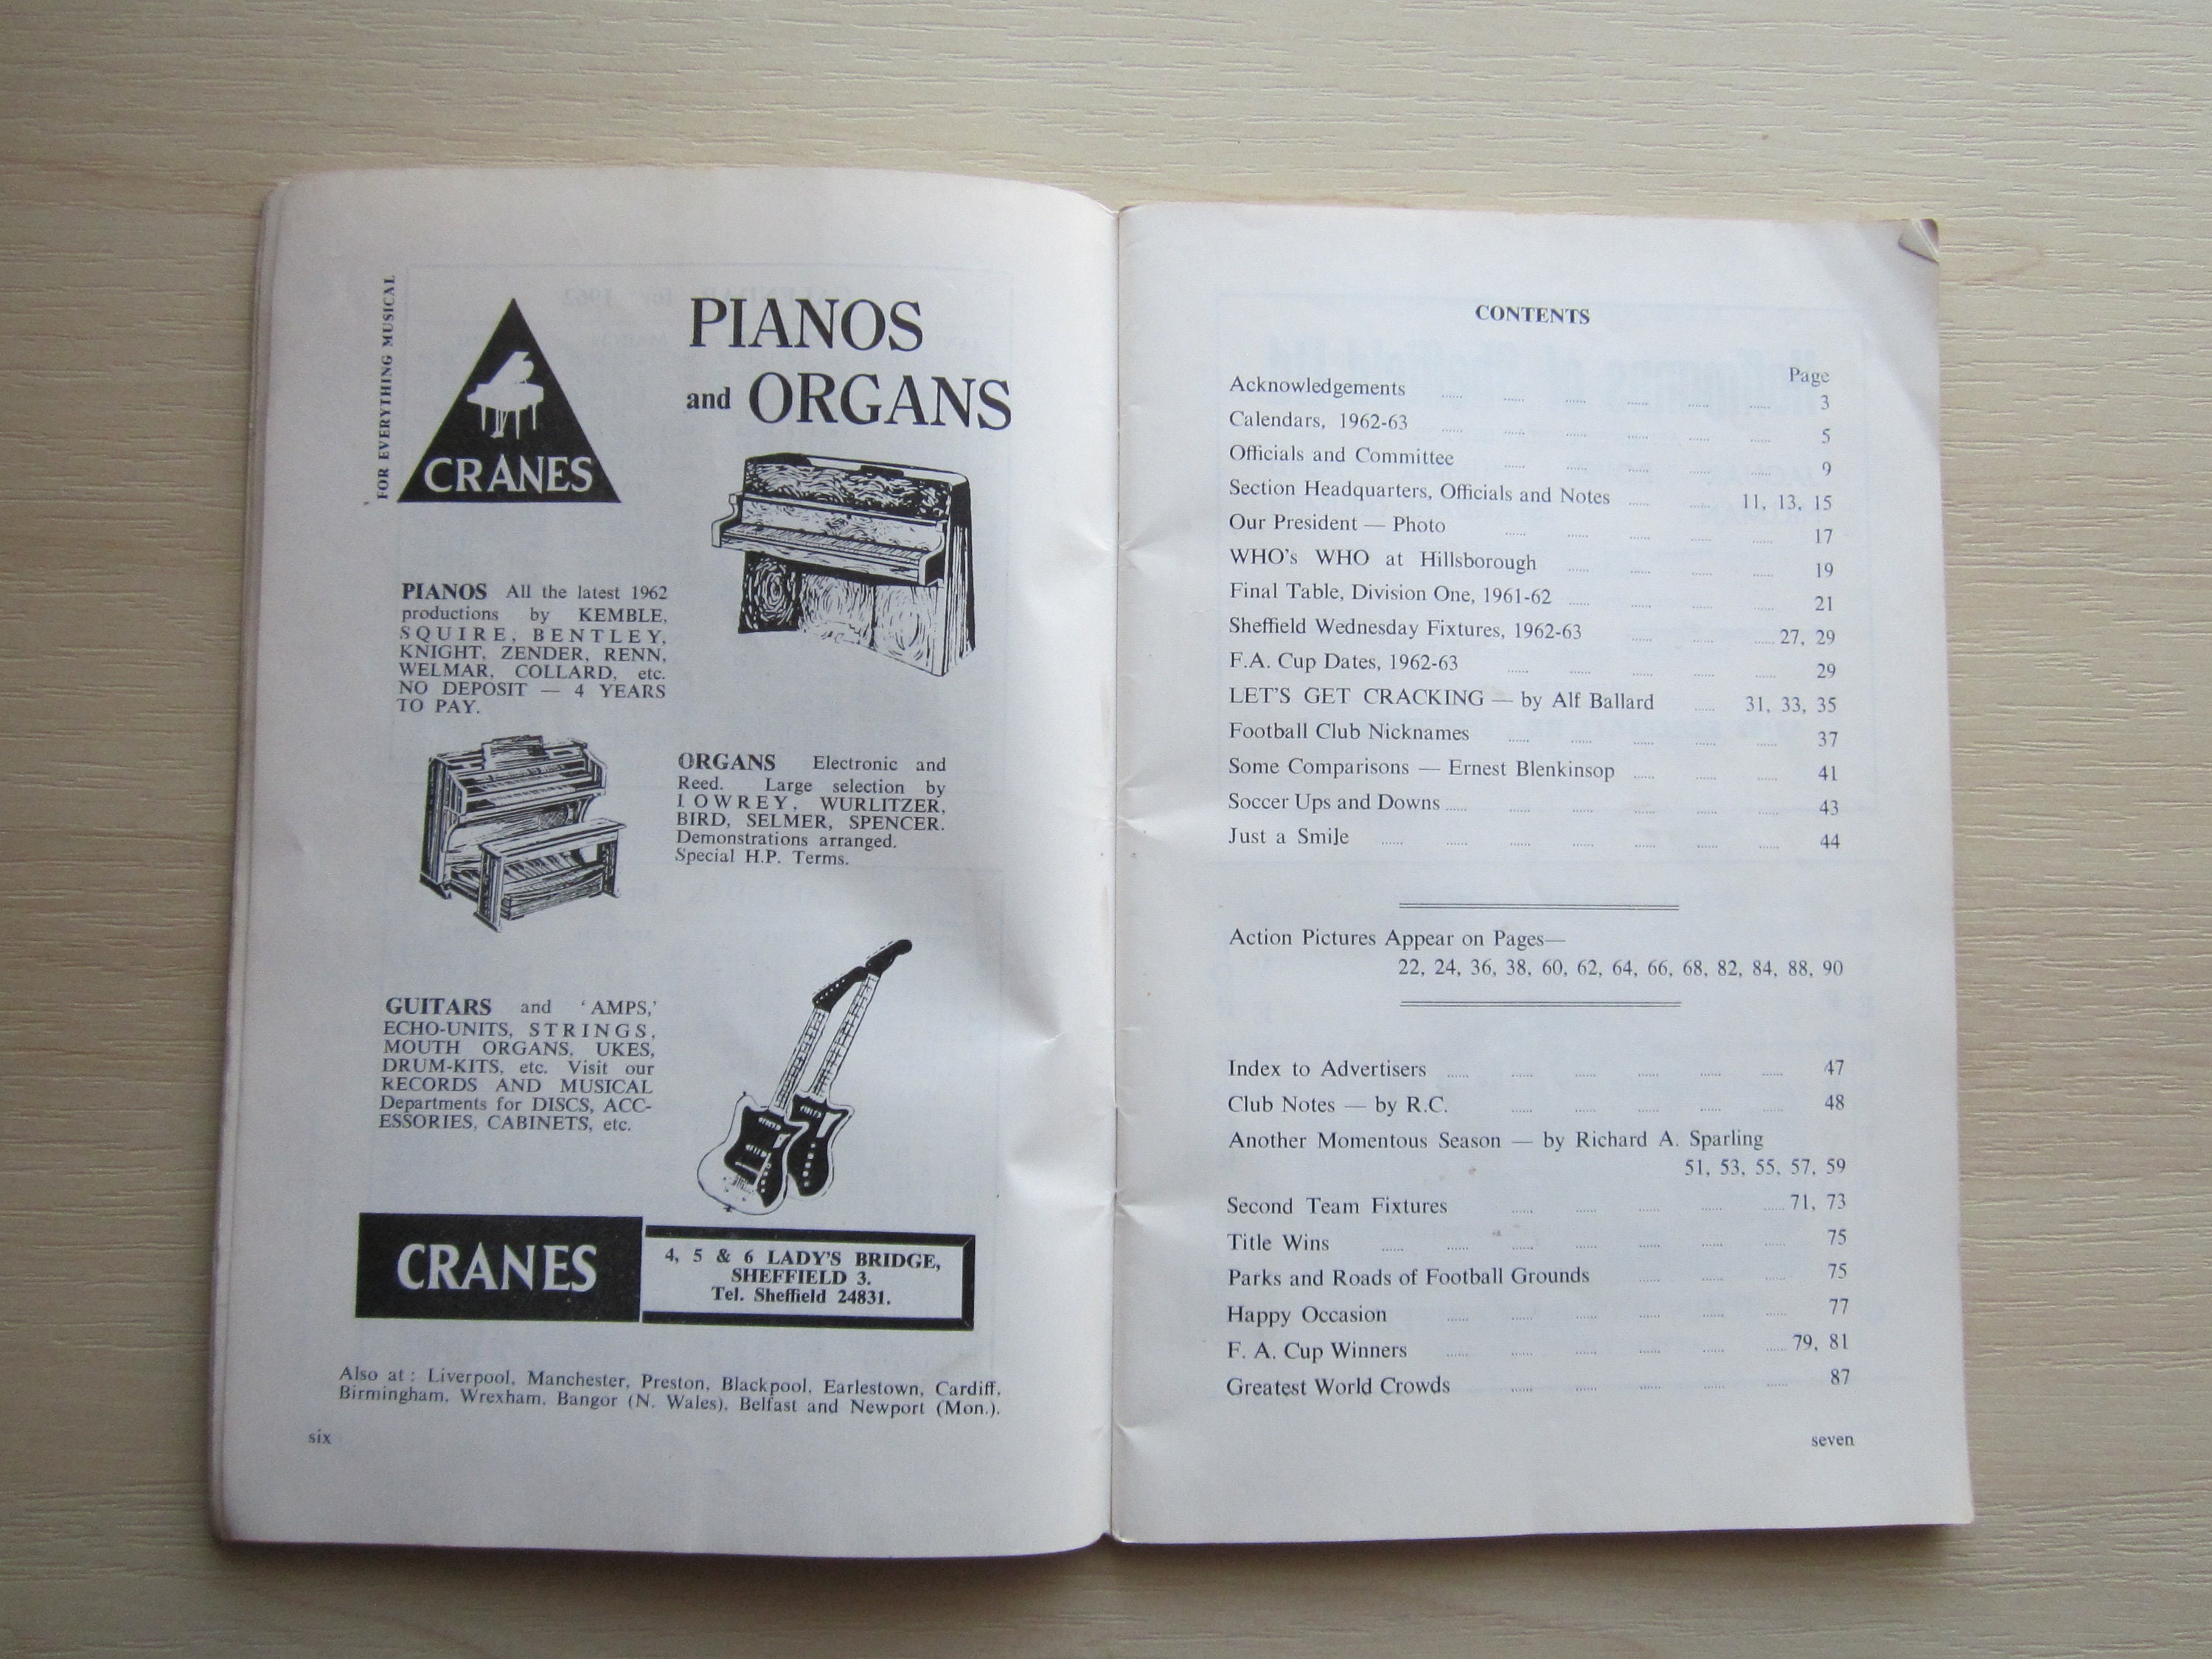 FOR EVERYTHING MUSICAL
CRANES
PIANOS
and ORGANS
PIANOS All the latest 1962
productions by KEMBLE,
SQUIRE, BENTLEY,
KNIGHT, ZENDER, RENN,
WELMAR, COLLARD, etc.
NO DEPOSIT — 4 YEARS
TO PAY.
ORGANS Electronic and
Reed. Large selection by
LOWREY, WURLITZER,
BIRD, SELMER, SPENCER.
Demonstrations arranged.
Special H.P. Terms.
GUITARS and ‘AMPS,’
ECHO-UNITS, STRINGS,
MOUTH ORGANS, UKES,
DRUM-KITS, etc. Visit our
RECORDS AND MUSICAL
Departments for DISCS, ACC-
ESSORIES, CABINETS, etc.
CRANES
4, 5 & 6 LADY'S BRIDGE,
SHEFFIELD 3.
Tel. Sheffield 24831.
Also at : Liverpool, Manchester, Preston, Blackpool, Earlestown, Cardiff,
Birmingham, Wrexham, Bangor (N. Wales), Belfast and Newport (Mon.).
six
CONTENTS
Page
Acknowledgements ...... ...... ...... ...... ...... ...... 3
Calendars, 1962-63 ...... ...... ...... ...... ...... ...... 5
Officials and Committee ...... ...... ...... ...... ...... 9
Section Headquarters, Officials and Notes ...... ...... 11, 13, 15
Our President — Photo ...... ...... ...... ...... ...... 17
WHO's WHO at Hillsborough ...... ...... ...... ...... 19
Final Table, Division One, 1961-62 ...... ...... ...... ...... 21
Sheffield Wednesday Fixtures, 1962-63 ...... ...... ......27, 29
F.A. Cup Dates, 1962-63 ...... ...... ...... ...... ...... 29
LET'S GET CRACKING — by Alf Ballard ...... 31, 33, 35
Football Club Nicknames ...... ...... ...... ...... ...... 37
Some Comparisons — Ernest Blenkinsop ...... ...... ...... 41
Soccer Ups and Downs ...... ...... ...... ...... ...... ...... 43
Just a Smile ...... ...... ...... ...... ...... ...... ...... 44
Action Pictures Appear on Pages—
22, 24, 36, 38, 60, 62, 64, 66, 68, 82, 84, 88, 90
Index to Advertisers ...... ...... ...... ...... ...... ...... 47
Club Notes — by R.C. ...... ...... ...... ...... ...... 48
Another Momentous Season — by Richard A. Sparling
51, 53, 55, 57, 59
Second Team Fixtures ...... ...... ...... ...... ......71, 73
Title Wins ...... ...... ...... ...... ...... ...... ...... 75
Parks and Roads of Football Grounds ...... ...... ...... 75
Happy Occasion ...... ...... ...... ...... ...... ...... 77
F. A. Cup Winners ...... ...... ...... ...... ...... ......79, 81
Greatest World Crowds ...... ...... ...... ...... ...... 87
seven